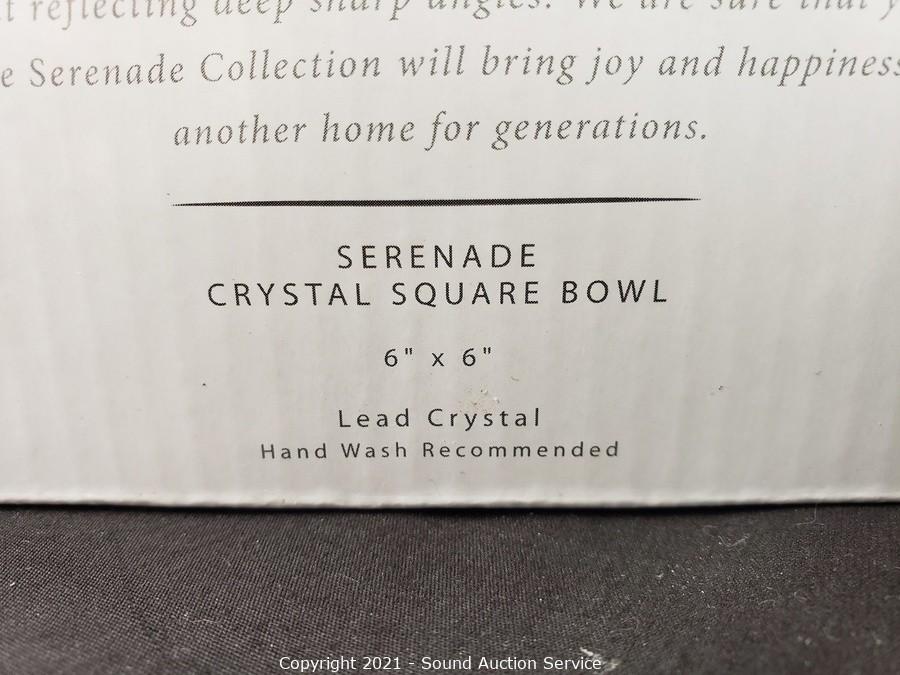 reflecting deep sharp angles. We are sure that
Serenade Collection will bring joy and happiness
another home for generations.
SERENADE
CRYSTAL SQUARE BOWL
6" x 6"
Lead Crystal
Hand Wash Recommended
Copyright 2021 - Sound Auction Service